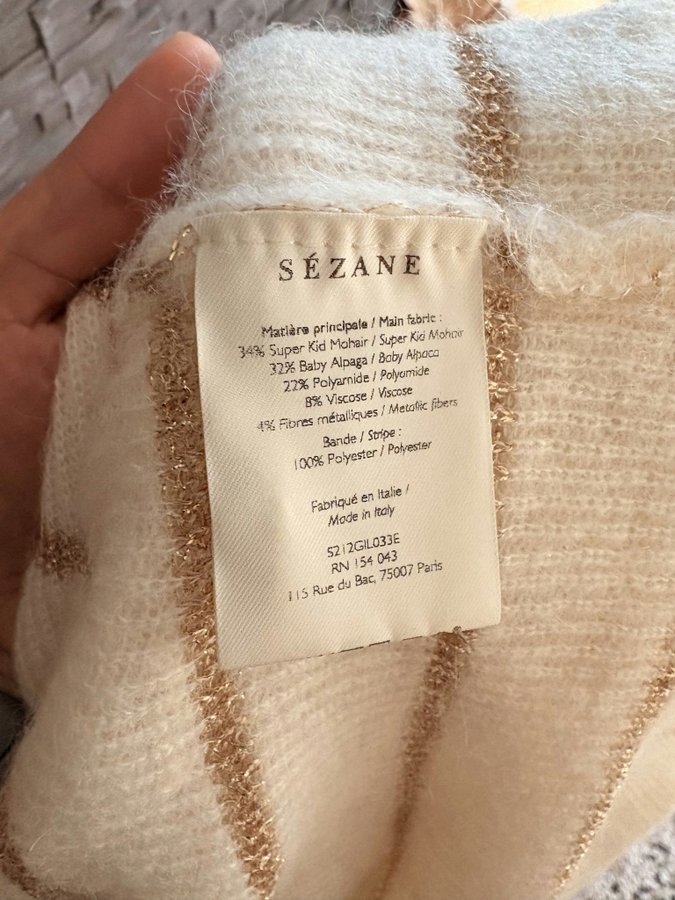 SÉZANE
Matière principale / Main fabric :
34% Super Kid Mohair / Super Kid Mohair
32% Baby Alpaga / Baby Alpaca
22% Polyamide / Polyamide
8% Viscose / Viscose
4% Fibres métalliques / Metallic fibers
Bande / Stripe :
100% Polyester / Polyester
Fabriqué en Italie /
Made in Italy
S212GIL033E
RN 154 043
115 Rue du Bac, 75007 Paris